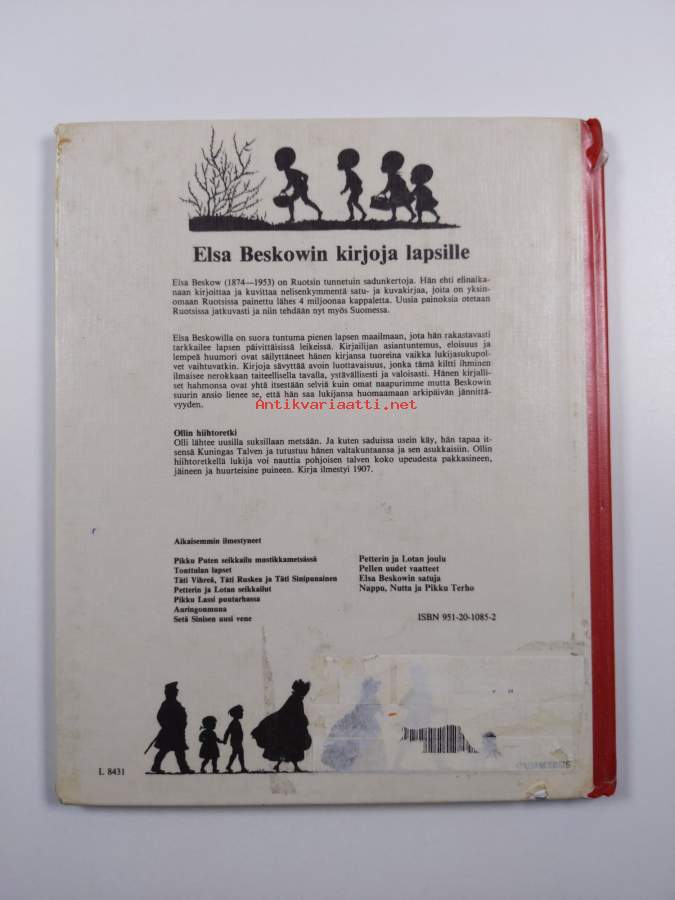 Elsa Beskowin kirjoja lapsille
Elsa Beskow (1874—1953) on Ruotsin tunnetuin sadunkertoja. Hän ehti elinaika-
naan kirjoittaa ja kuvittaa nelisenkymmentä satu- ja kuvakirjaa, joita on yksin-
omaan Ruotsissa painettu lähes 4 miljoonaa kappaletta. Uusia painoksia otetaan
Ruotsissa jatkuvasti ja niin tehdään nyt myös Suomessa.
Elsa Beskowilla on suora tuntuma pienen lapsen maailmaan, jota hän rakastavasti
tarkkailee lapsen päivittäisissä leikeissä. Kirjailijan asiantuntemus, eloisuus ja
lempeä huumori ovat säilyttäneet hänen kirjansa tuoreina vaikka lukijasukupol-
vet vaihtuvatkin. Kirjoja sävyttää avoin luottavaisuus, jonka tämä kiltti ihminen
ilmaisee nerokkaan taiteellisella tavalla, ystävällisesti ja valoisasti. Hänen kirjalli-
set hahmonsa ovat yhtä itsestään selviä kuin omat naapurimme mutta Beskowin
suurin ansio lienee se, että hän saa lukijansa huomaamaan arkipäivän jännittä-
vyyden.
Antikvariaatti.net
Ollin hiihtoretki
Olli lähtee uusilla suksillaan metsään. Ja kuten saduissa usein käy, hän tapaa it-
sensä Kuningas Talven ja tutustuu hänen valtakuntaansa ja sen asukkaisiin. Ollin
hiihtoretkellä lukija voi nauttia pohjoisen talven koko upeudesta pakkasineen,
jäineen ja huurteisine puineen. Kirja ilmestyi 1907.
Aikaisemmin ilmestyneet
Pikku Puten seikkailu mustikkametsässä
Tonttulan lapset
Täti Vihreä, Täti Ruskea ja Täti Sinipunainen
Petterin ja Lotan seikkailut
Pikku Lassi puutarhassa
Auringonmuna
Setä Sinisen uusi vene
Petterin ja Lotan joulu
Pellen uudet vaatteet
Elsa Beskowin satuja
Nappu, Nutta ja Pikku Terho
ISBN 951-20-1085-2
L 8431